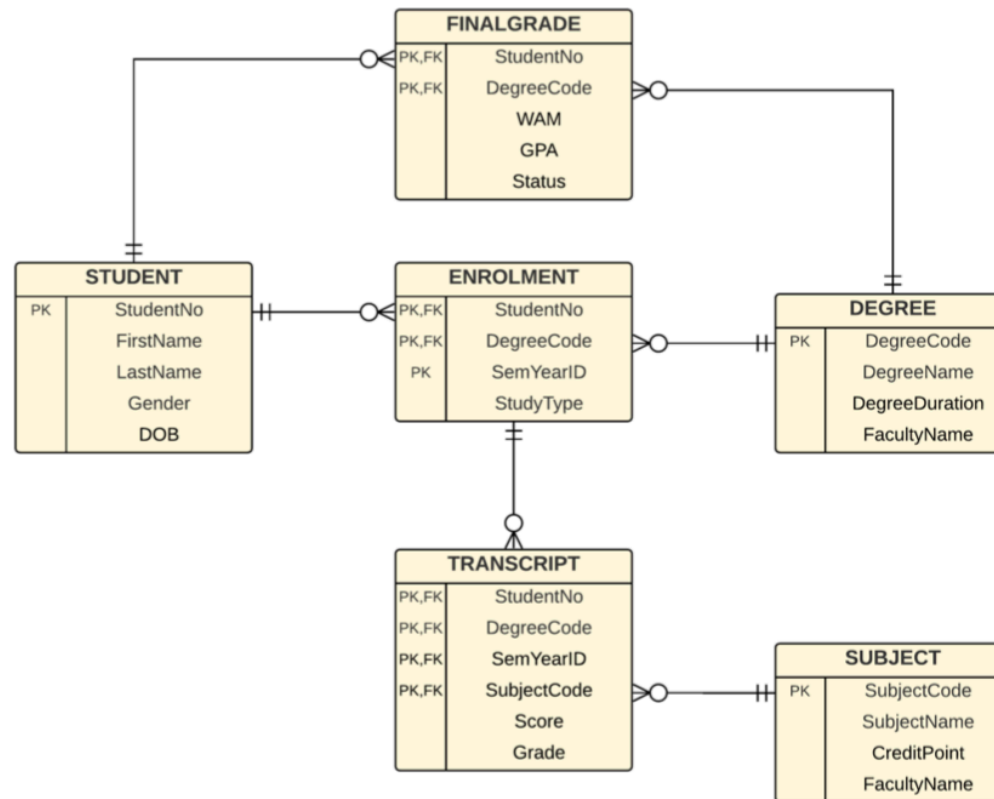 FINALGRADE
PK,FK StudentNo
PK,FK DegreeCode
WAM
GPA
Status
STUDENT
PK StudentNo
FirstName
LastName
Gender
DOB
ENROLMENT
PK,FK StudentNo
PK,FK DegreeCode
PK SemYearID
StudyType
DEGREE
PK DegreeCode
DegreeName
DegreeDuration
FacultyName
TRANSCRIPT
PK,FK StudentNo
PK,FK DegreeCode
PK,FK SemYearID
PK,FK SubjectCode
Score
Grade
SUBJECT
PK SubjectCode
SubjectName
CreditPoint
FacultyName